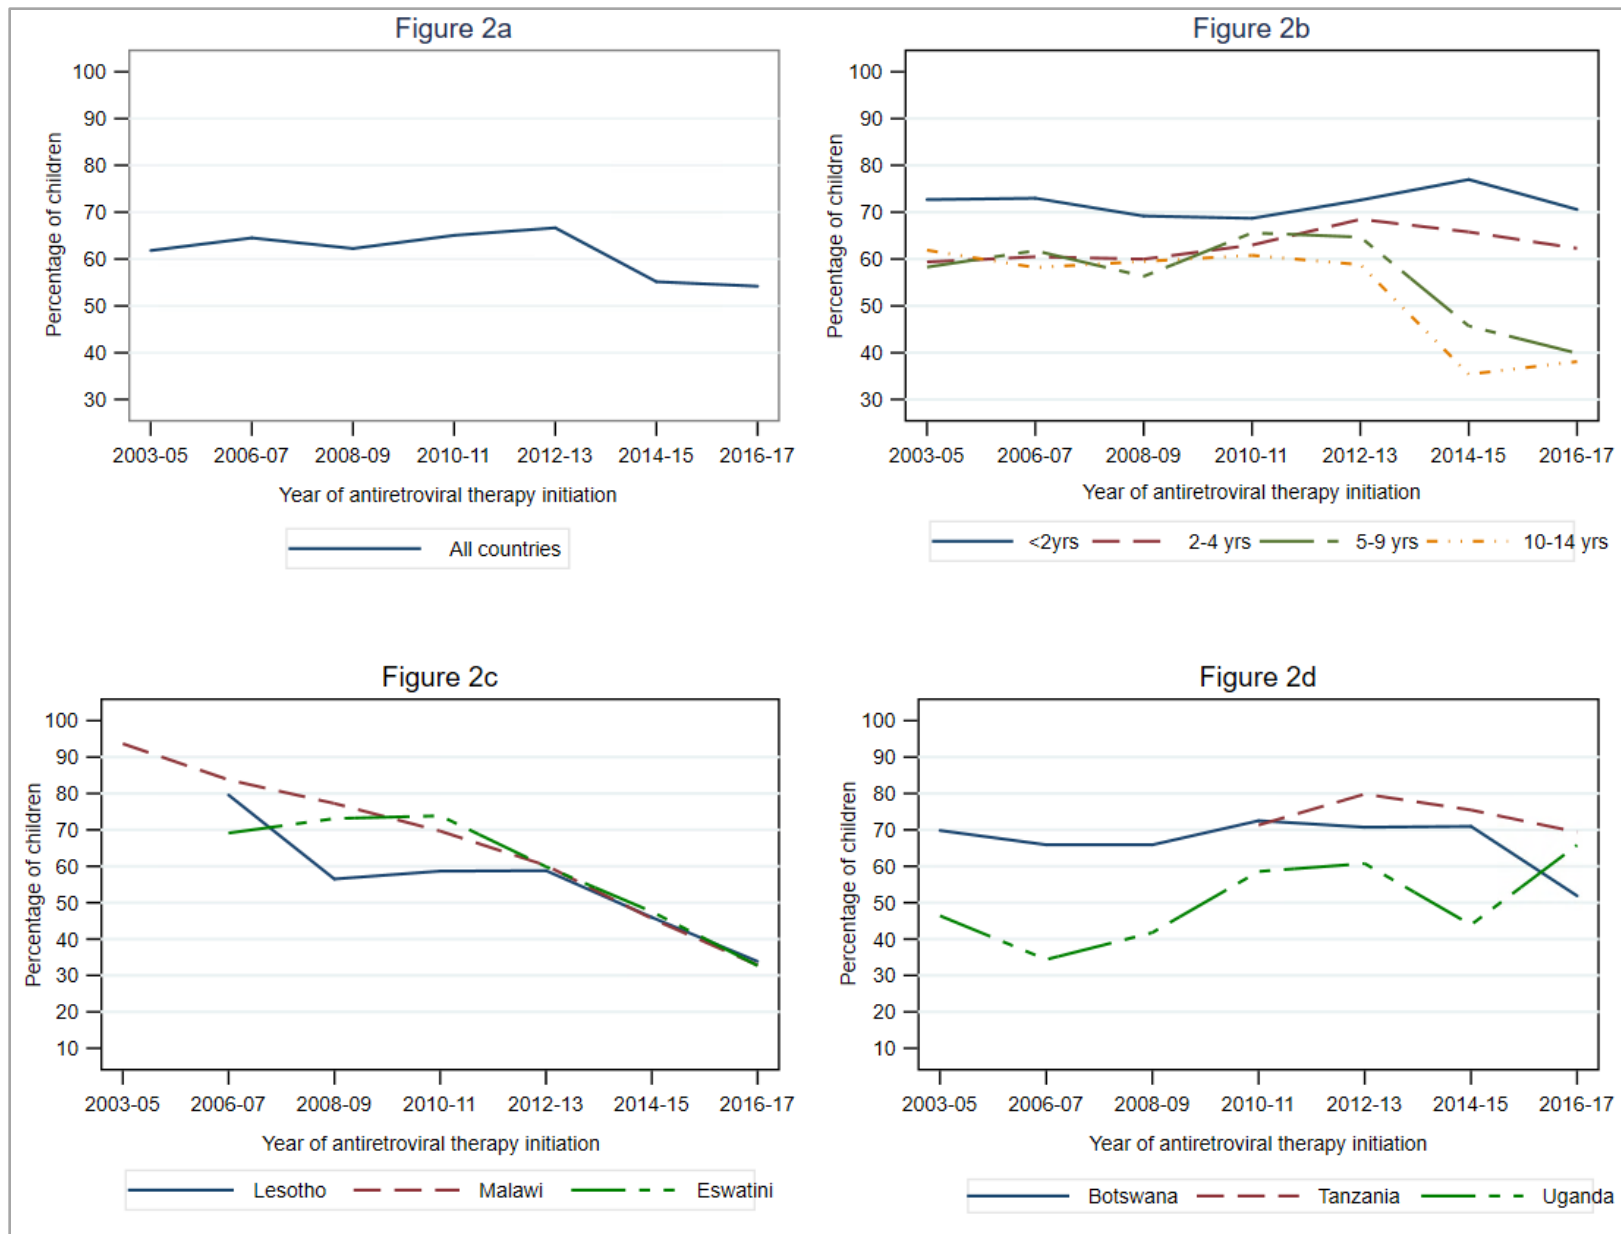 Figure 2a
Percentage of children
100
90
80
70
60
50
40
30
2003-05 2006-07 2008-09 2010-11 2012-13 2014-15 2016-17
Year of antiretroviral therapy initiation
All countries
Figure 2b
Percentage of children
100
90
80
70
60
50
40
30
2003-05 2006-07 2008-09 2010-11 2012-13 2014-15 2016-17
Year of antiretroviral therapy initiation
<2yrs 2-4 yrs 5-9 yrs 10-14 yrs
Figure 2c
Percentage of children
100
90
80
70
60
50
40
30
20
10
2003-05 2006-07 2008-09 2010-11 2012-13 2014-15 2016-17
Year of antiretroviral therapy initiation
Lesotho Malawi Eswatini
Figure 2d
Percentage of children
100
90
80
70
60
50
40
30
20
10
2003-05 2006-07 2008-09 2010-11 2012-13 2014-15 2016-17
Year of antiretroviral therapy initiation
Botswana Tanzania Uganda